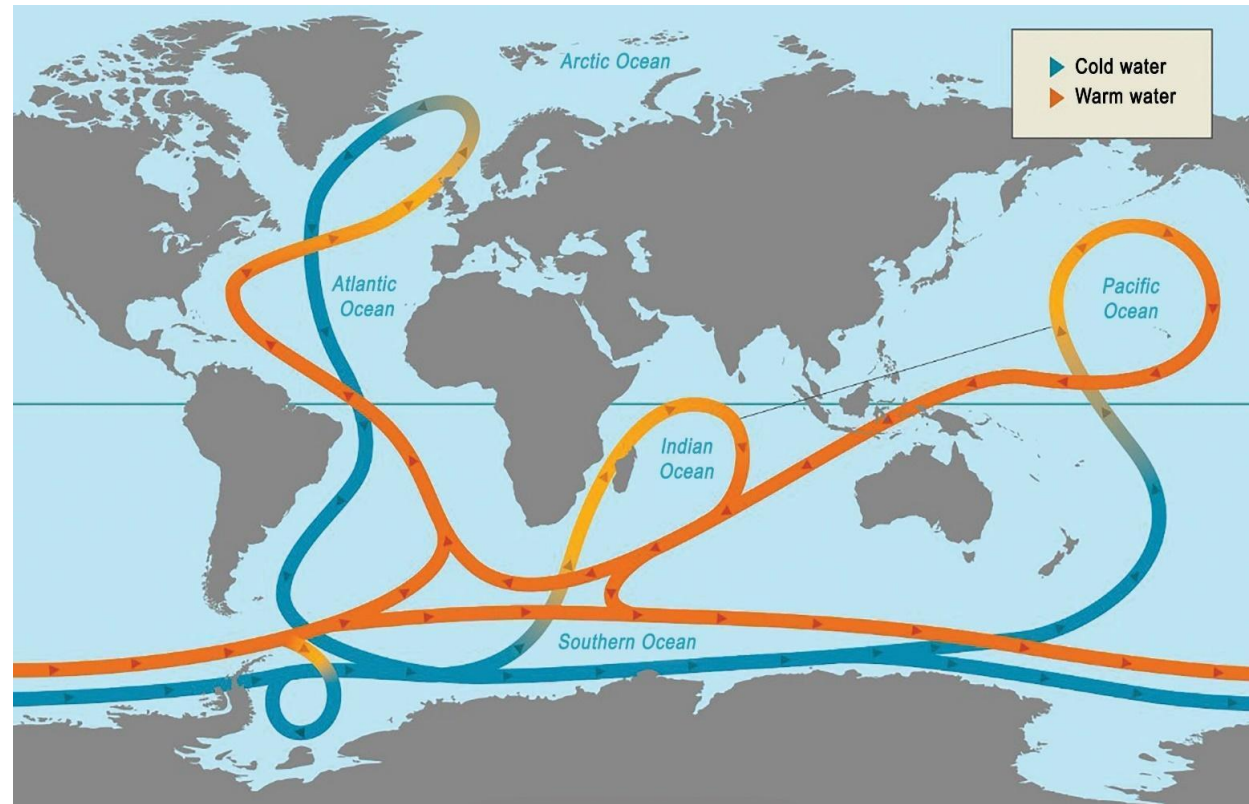 Arctic Ocean
Cold water
Warm water
Atlantic
Ocean
Pacific
Ocean
Indian
Ocean
Southern Ocean